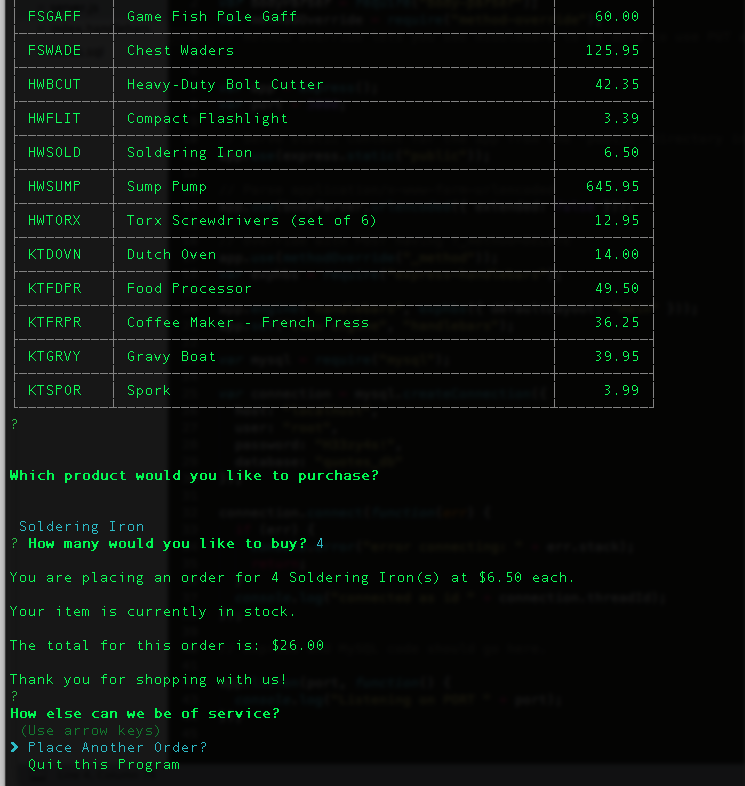 FSGAFF Game Fish Pole Gaff 60.00
FSWADE Chest Waders 125.95
HWBCUT Heavy-Duty Bolt Cutter 42.35
HWFLIT Compact Flashlight 3.39
HWSOLD Soldering Iron 6.50
HWSUMP Sump Pump 645.95
HWTORX Torx Screwdrivers (set of 6) 12.95
KTDOVN Dutch Oven 14.00
KTFDPR Food Processor 49.50
KTFRPR Coffee Maker - French Press 36.25
KTGRVY Gravy Boat 39.95
KTSPOR Spork 3.99
?
Which product would you like to purchase?
Soldering Iron
? How many would you like to buy? 4
You are placing an order for 4 Soldering Iron(s) at $6.50 each.
Your item is currently in stock.
The total for this order is: $26.00
Thank you for shopping with us!
?
How else can we be of service?
(Use arrow keys)
❯ Place Another Order?
Quit this Program